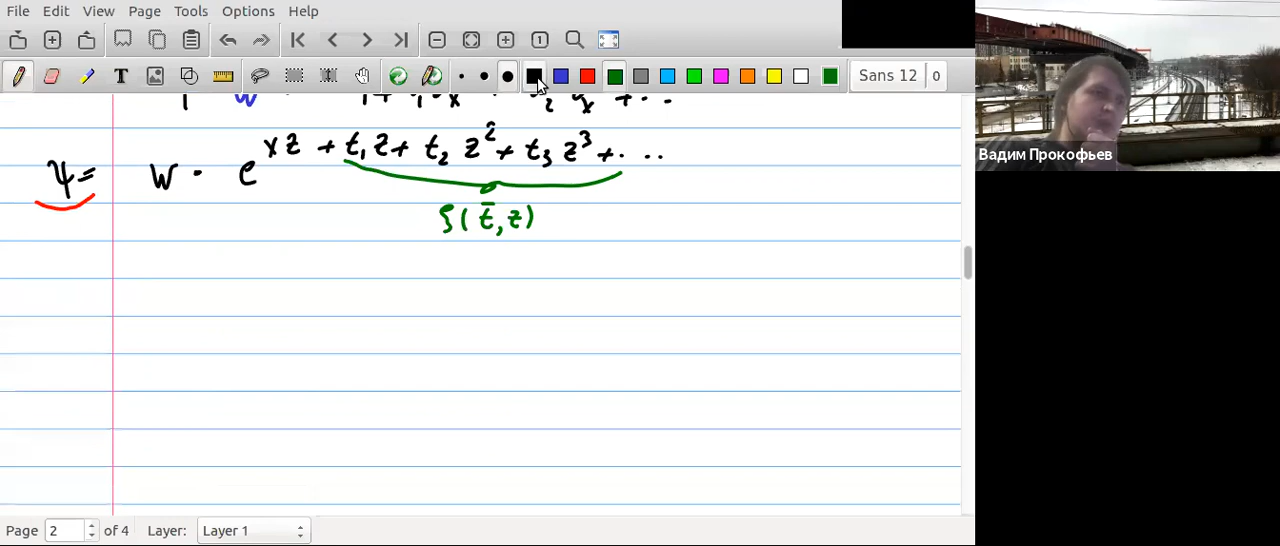 File Edit View Page Tools Options Help
Sans 12 0
w 1 + ... + ...
ψ = w · e^{xz + t₁z + t₂z² + t₃z³ + ...}
ξ(t̄, z)
Вадим Прокофьев
Page 2 of 4 Layer: Layer 1